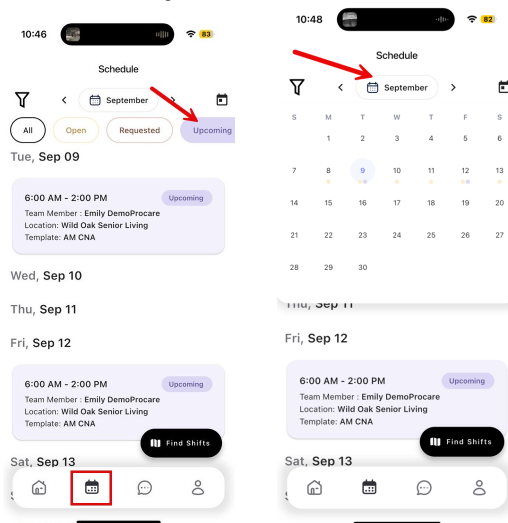 10:46
83
Schedule
September
All
Open
Requested
Upcoming
Tue, Sep 09
6:00 AM - 2:00 PM
Upcoming
Team Member : Emily DemoProcare
Location: Wild Oak Senior Living
Template: AM CNA
Wed, Sep 10
Thu, Sep 11
Fri, Sep 12
6:00 AM - 2:00 PM
Upcoming
Team Member : Emily DemoProcare
Location: Wild Oak Senior Living
Template: AM CNA
Find Shifts
Sat, Sep 13
10:48
82
Schedule
September
S M T W T F S
1 2 3 4 5 6
7 8 9 10 11 12 13
14 15 16 17 18 19 20
21 22 23 24 25 26 27
28 29 30
Thu, Sep 11
Fri, Sep 12
6:00 AM - 2:00 PM
Upcoming
Team Member : Emily DemoProcare
Location: Wild Oak Senior Living
Template: AM CNA
Find Shifts
Sat, Sep 13